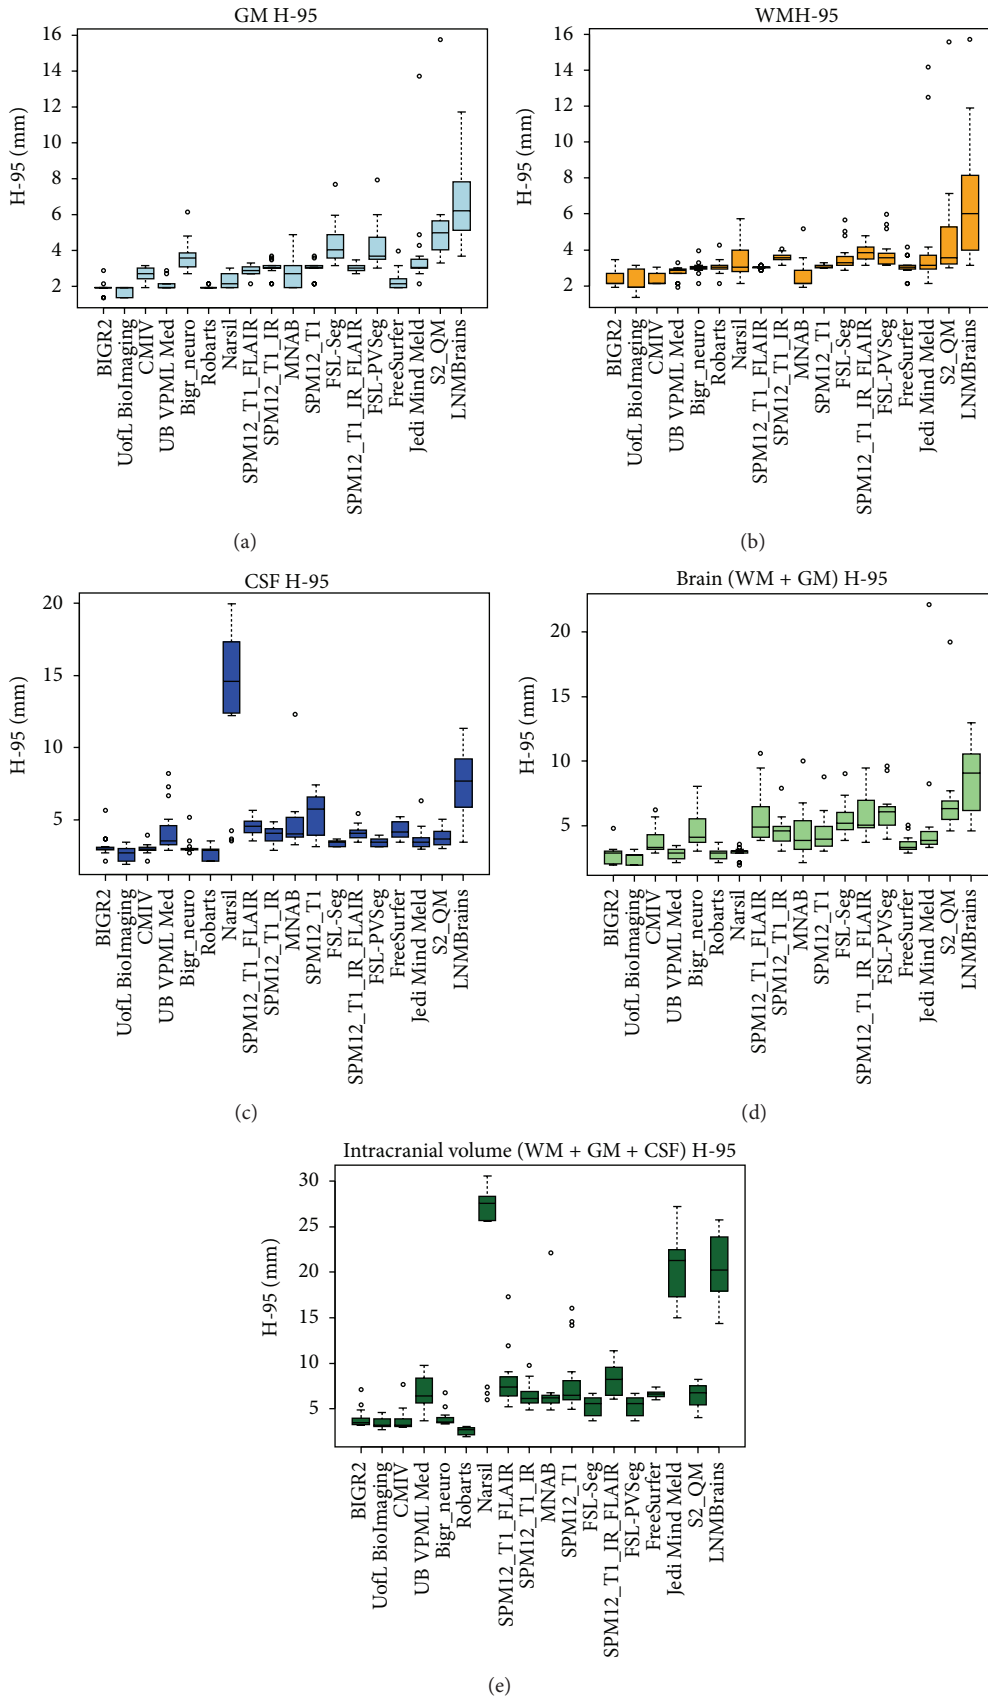 GM H-95
H-95 (mm)
16
14
12
10
8
6
4
2
BIGR2
UofL BioImaging
CMIV
UB VPML Med
Bigr_neuro
Robarts
Narsil
SPM12_T1_FLAIR
SPM12_T1_IR
MNAB
SPM12_T1
FSL-Seg
SPM12_T1_IR_FLAIR
FSL-PVSeg
FreeSurfer
Jedi Mind Meld
S2_QM
LNMBrains
(a)
WMH-95
H-95 (mm)
16
14
12
10
8
6
4
2
BIGR2
UofL BioImaging
CMIV
UB VPML Med
Bigr_neuro
Robarts
Narsil
SPM12_T1_FLAIR
SPM12_T1_IR
MNAB
SPM12_T1
FSL-Seg
SPM12_T1_IR_FLAIR
FSL-PVSeg
FreeSurfer
Jedi Mind Meld
S2_QM
LNMBrains
(b)
CSF H-95
H-95 (mm)
20
15
10
5
BIGR2
UofL BioImaging
CMIV
UB VPML Med
Bigr_neuro
Robarts
Narsil
SPM12_T1_FLAIR
SPM12_T1_IR
MNAB
SPM12_T1
FSL-Seg
SPM12_T1_IR_FLAIR
FSL-PVSeg
FreeSurfer
Jedi Mind Meld
S2_QM
LNMBrains
(c)
Brain (WM + GM) H-95
H-95 (mm)
20
15
10
5
BIGR2
UofL BioImaging
CMIV
UB VPML Med
Bigr_neuro
Robarts
Narsil
SPM12_T1_FLAIR
SPM12_T1_IR
MNAB
SPM12_T1
FSL-Seg
SPM12_T1_IR_FLAIR
FSL-PVSeg
FreeSurfer
Jedi Mind Meld
S2_QM
LNMBrains
(d)
Intracranial volume (WM + GM + CSF) H-95
H-95 (mm)
30
25
20
15
10
5
BIGR2
UofL BioImaging
CMIV
UB VPML Med
Bigr_neuro
Robarts
Narsil
SPM12_T1_FLAIR
SPM12_T1_IR
MNAB
SPM12_T1
FSL-Seg
SPM12_T1_IR_FLAIR
FSL-PVSeg
FreeSurfer
Jedi Mind Meld
S2_QM
LNMBrains
(e)